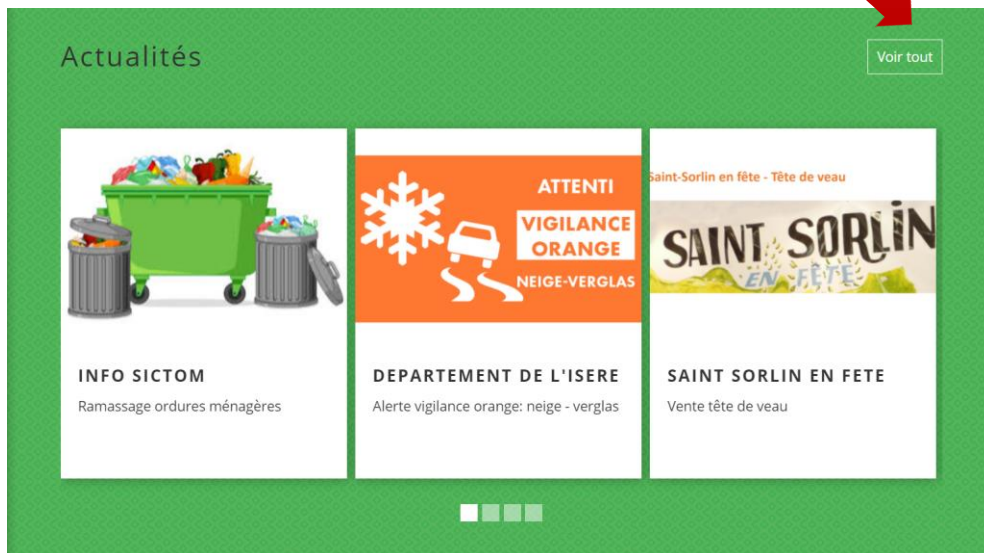 Actualités
Voir tout
ATTENTI
VIGILANCE
ORANGE
NEIGE-VERGLAS
Saint-Sorlin en fête - Tête de veau
SAINT SORLIN
EN FÊTE
INFO SICTOM
Ramassage ordures ménagères
DEPARTEMENT DE L'ISERE
Alerte vigilance orange: neige - verglas
SAINT SORLIN EN FETE
Vente tête de veau